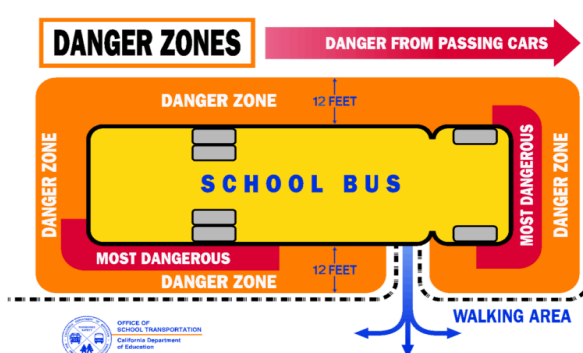 DANGER ZONES
DANGER FROM PASSING CARS
DANGER ZONE
12 FEET
DANGER ZONE
SCHOOL BUS
MOST DANGEROUS
DANGER ZONE
MOST DANGEROUS
12 FEET
DANGER ZONE
WALKING AREA
OFFICE OF
SCHOOL TRANSPORTATION
California Department
of Education